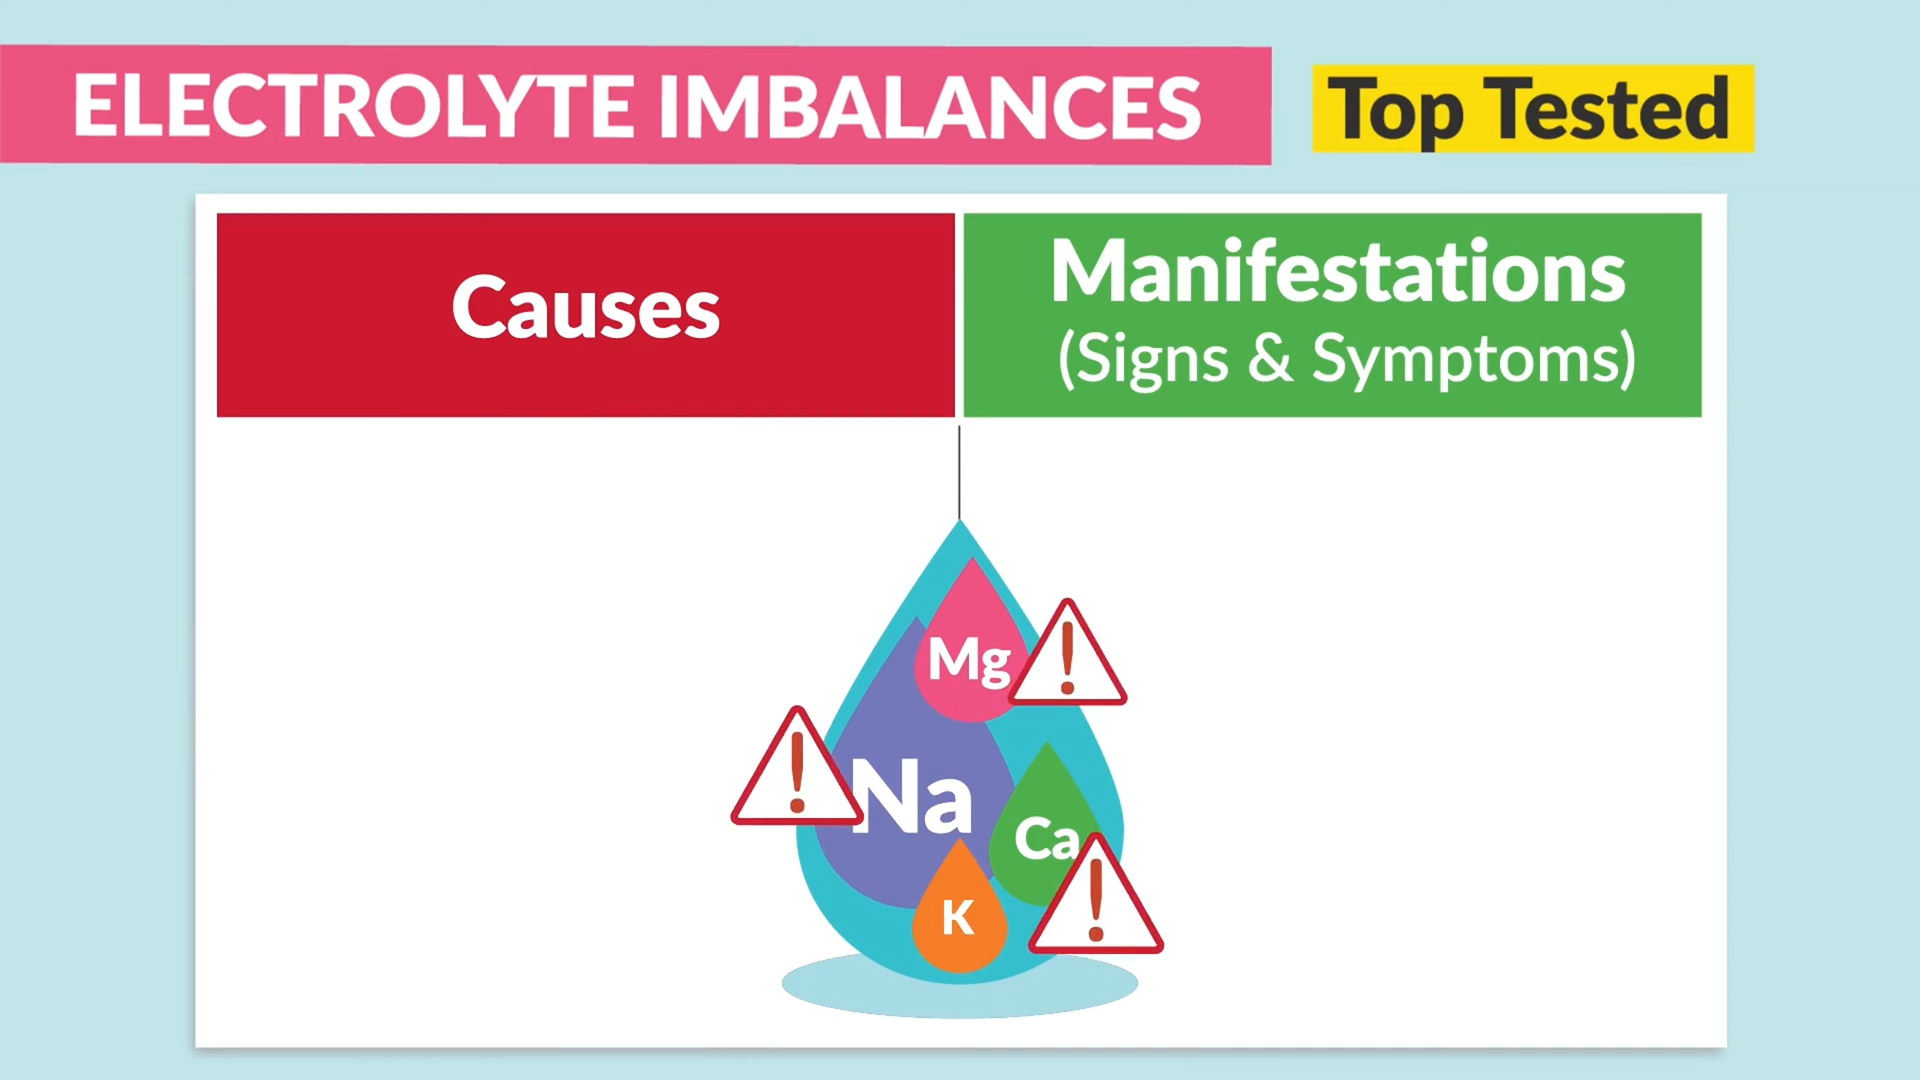 ELECTROLYTE IMBALANCES
Top Tested
Causes
Manifestations
(Signs & Symptoms)
Mg
!
!
Na
Ca
K
!